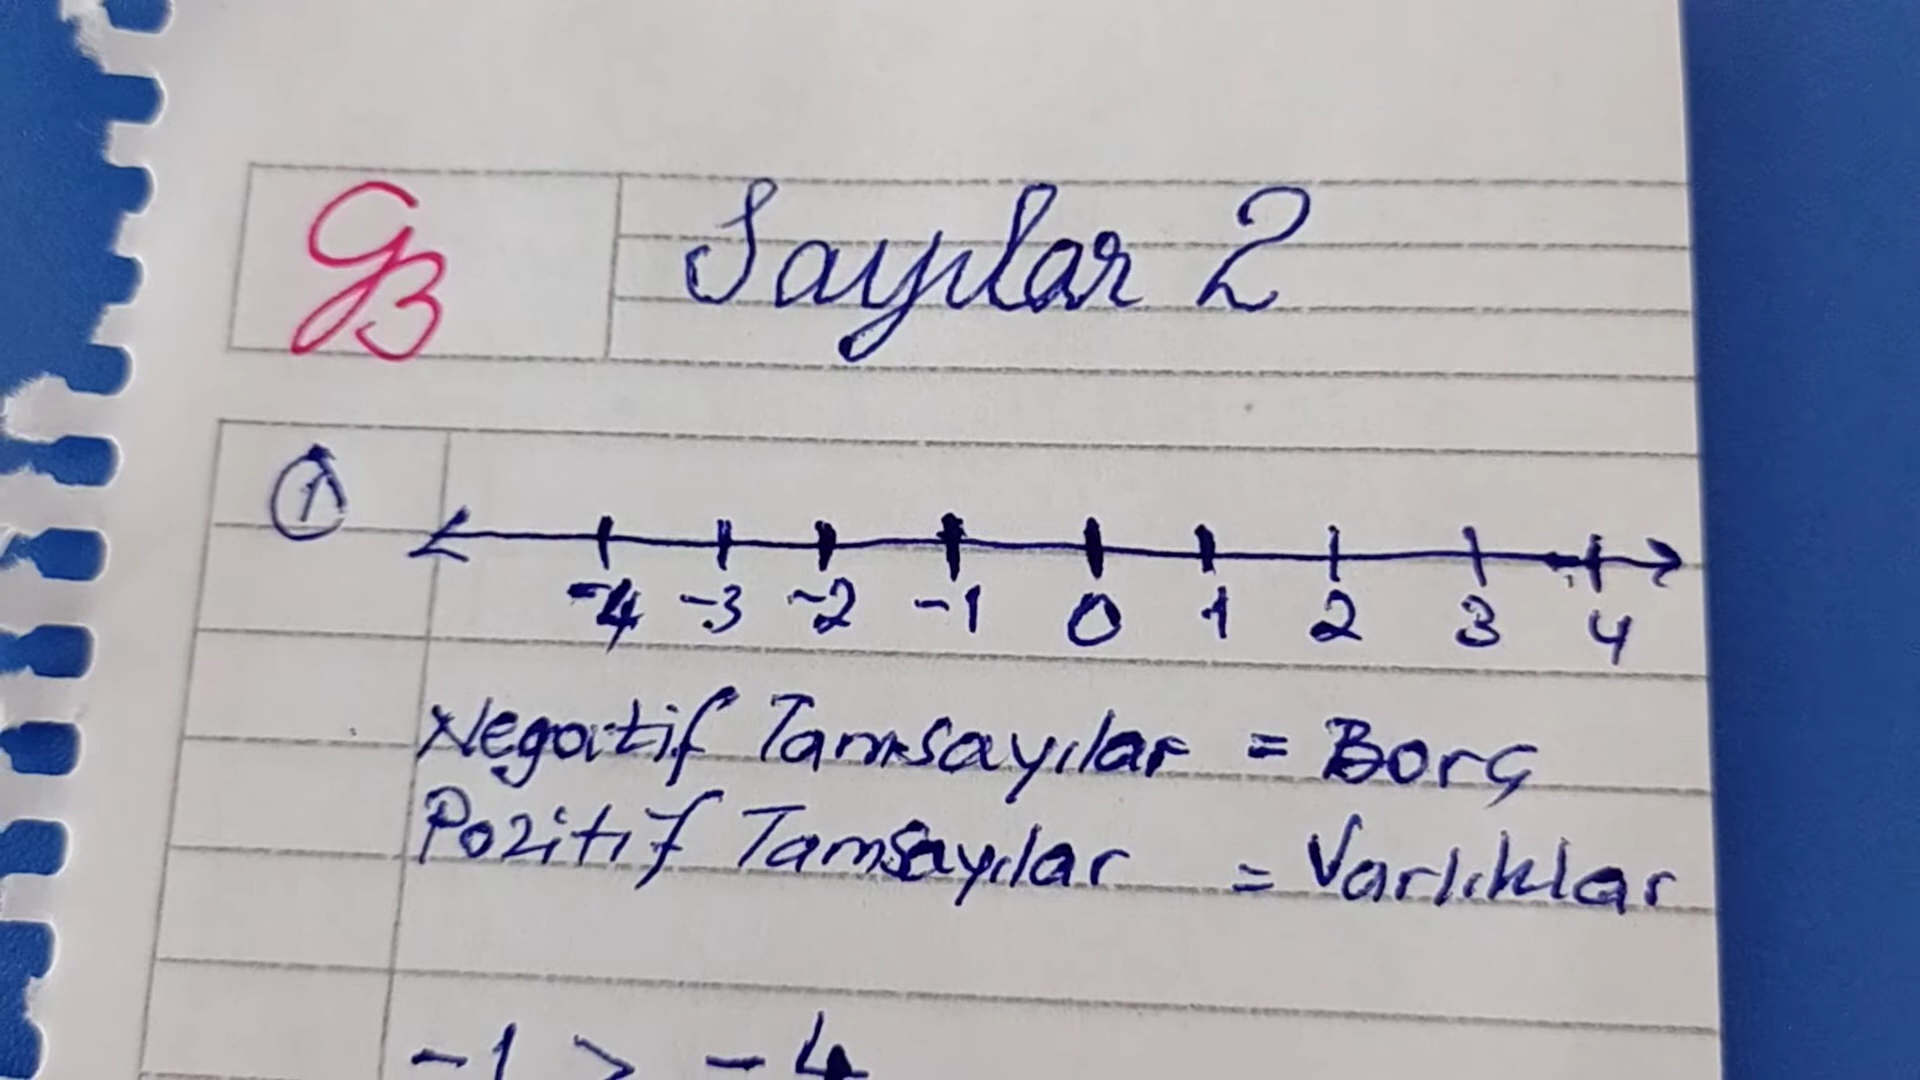 GB Sayılar 2
1
-4 -3 -2 -1 0 1 2 3 4
Negatif Tamsayılar = Borç
Pozitif Tamsayılar = Varlıklar
-1 > -4